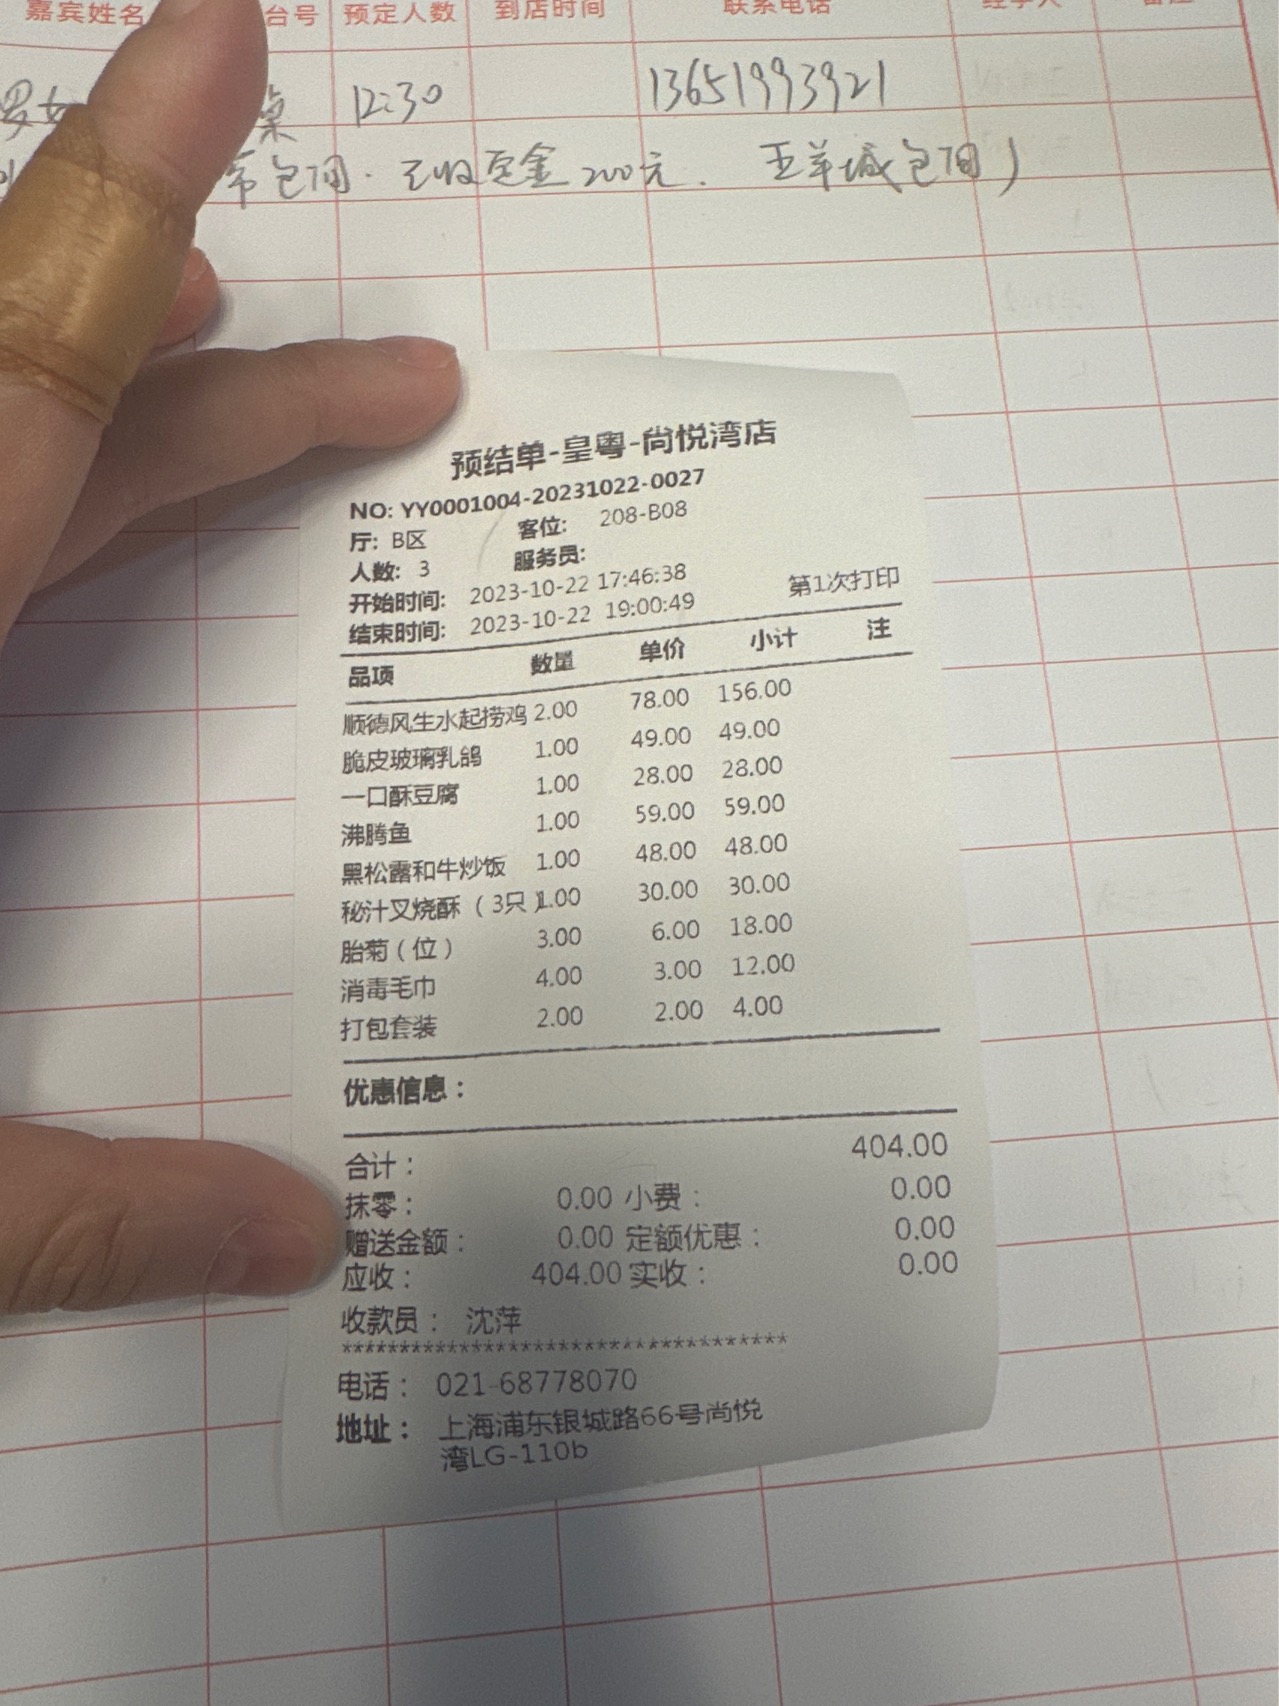 嘉宾姓名 台号 预定人数 到店时间 联系电话
桌 12:30 13651993921
常包间. 已收定金200元. 五羊城包间)
预结单-皇粤-尚悦湾店
NO: YY0001004-20231022-0027
厅: B区 客位: 208-B08
人数: 3 服务员:
开始时间: 2023-10-22 17:46:38
结束时间: 2023-10-22 19:00:49 第1次打印
品项 数量 单价 小计 注
顺德风生水起捞鸡 2.00 78.00 156.00
脆皮玻璃乳鸽 1.00 49.00 49.00
一口酥豆腐 1.00 28.00 28.00
沸腾鱼 1.00 59.00 59.00
黑松露和牛炒饭 1.00 48.00 48.00
秘汁叉烧酥（3只）1.00 30.00 30.00
胎菊（位） 3.00 6.00 18.00
消毒毛巾 4.00 3.00 12.00
打包套装 2.00 2.00 4.00
优惠信息：
合计： 404.00
抹零： 0.00 小费： 0.00
赠送金额： 0.00 定额优惠： 0.00
应收： 404.00 实收： 0.00
收款员： 沈萍
***************************************
电话： 021-68778070
地址： 上海浦东银城路66号尚悦
湾LG-110b